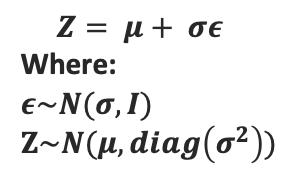 Z = μ + σϵ
Where:
ϵ~N(σ, I)
Z~N(μ, diag(σ²))